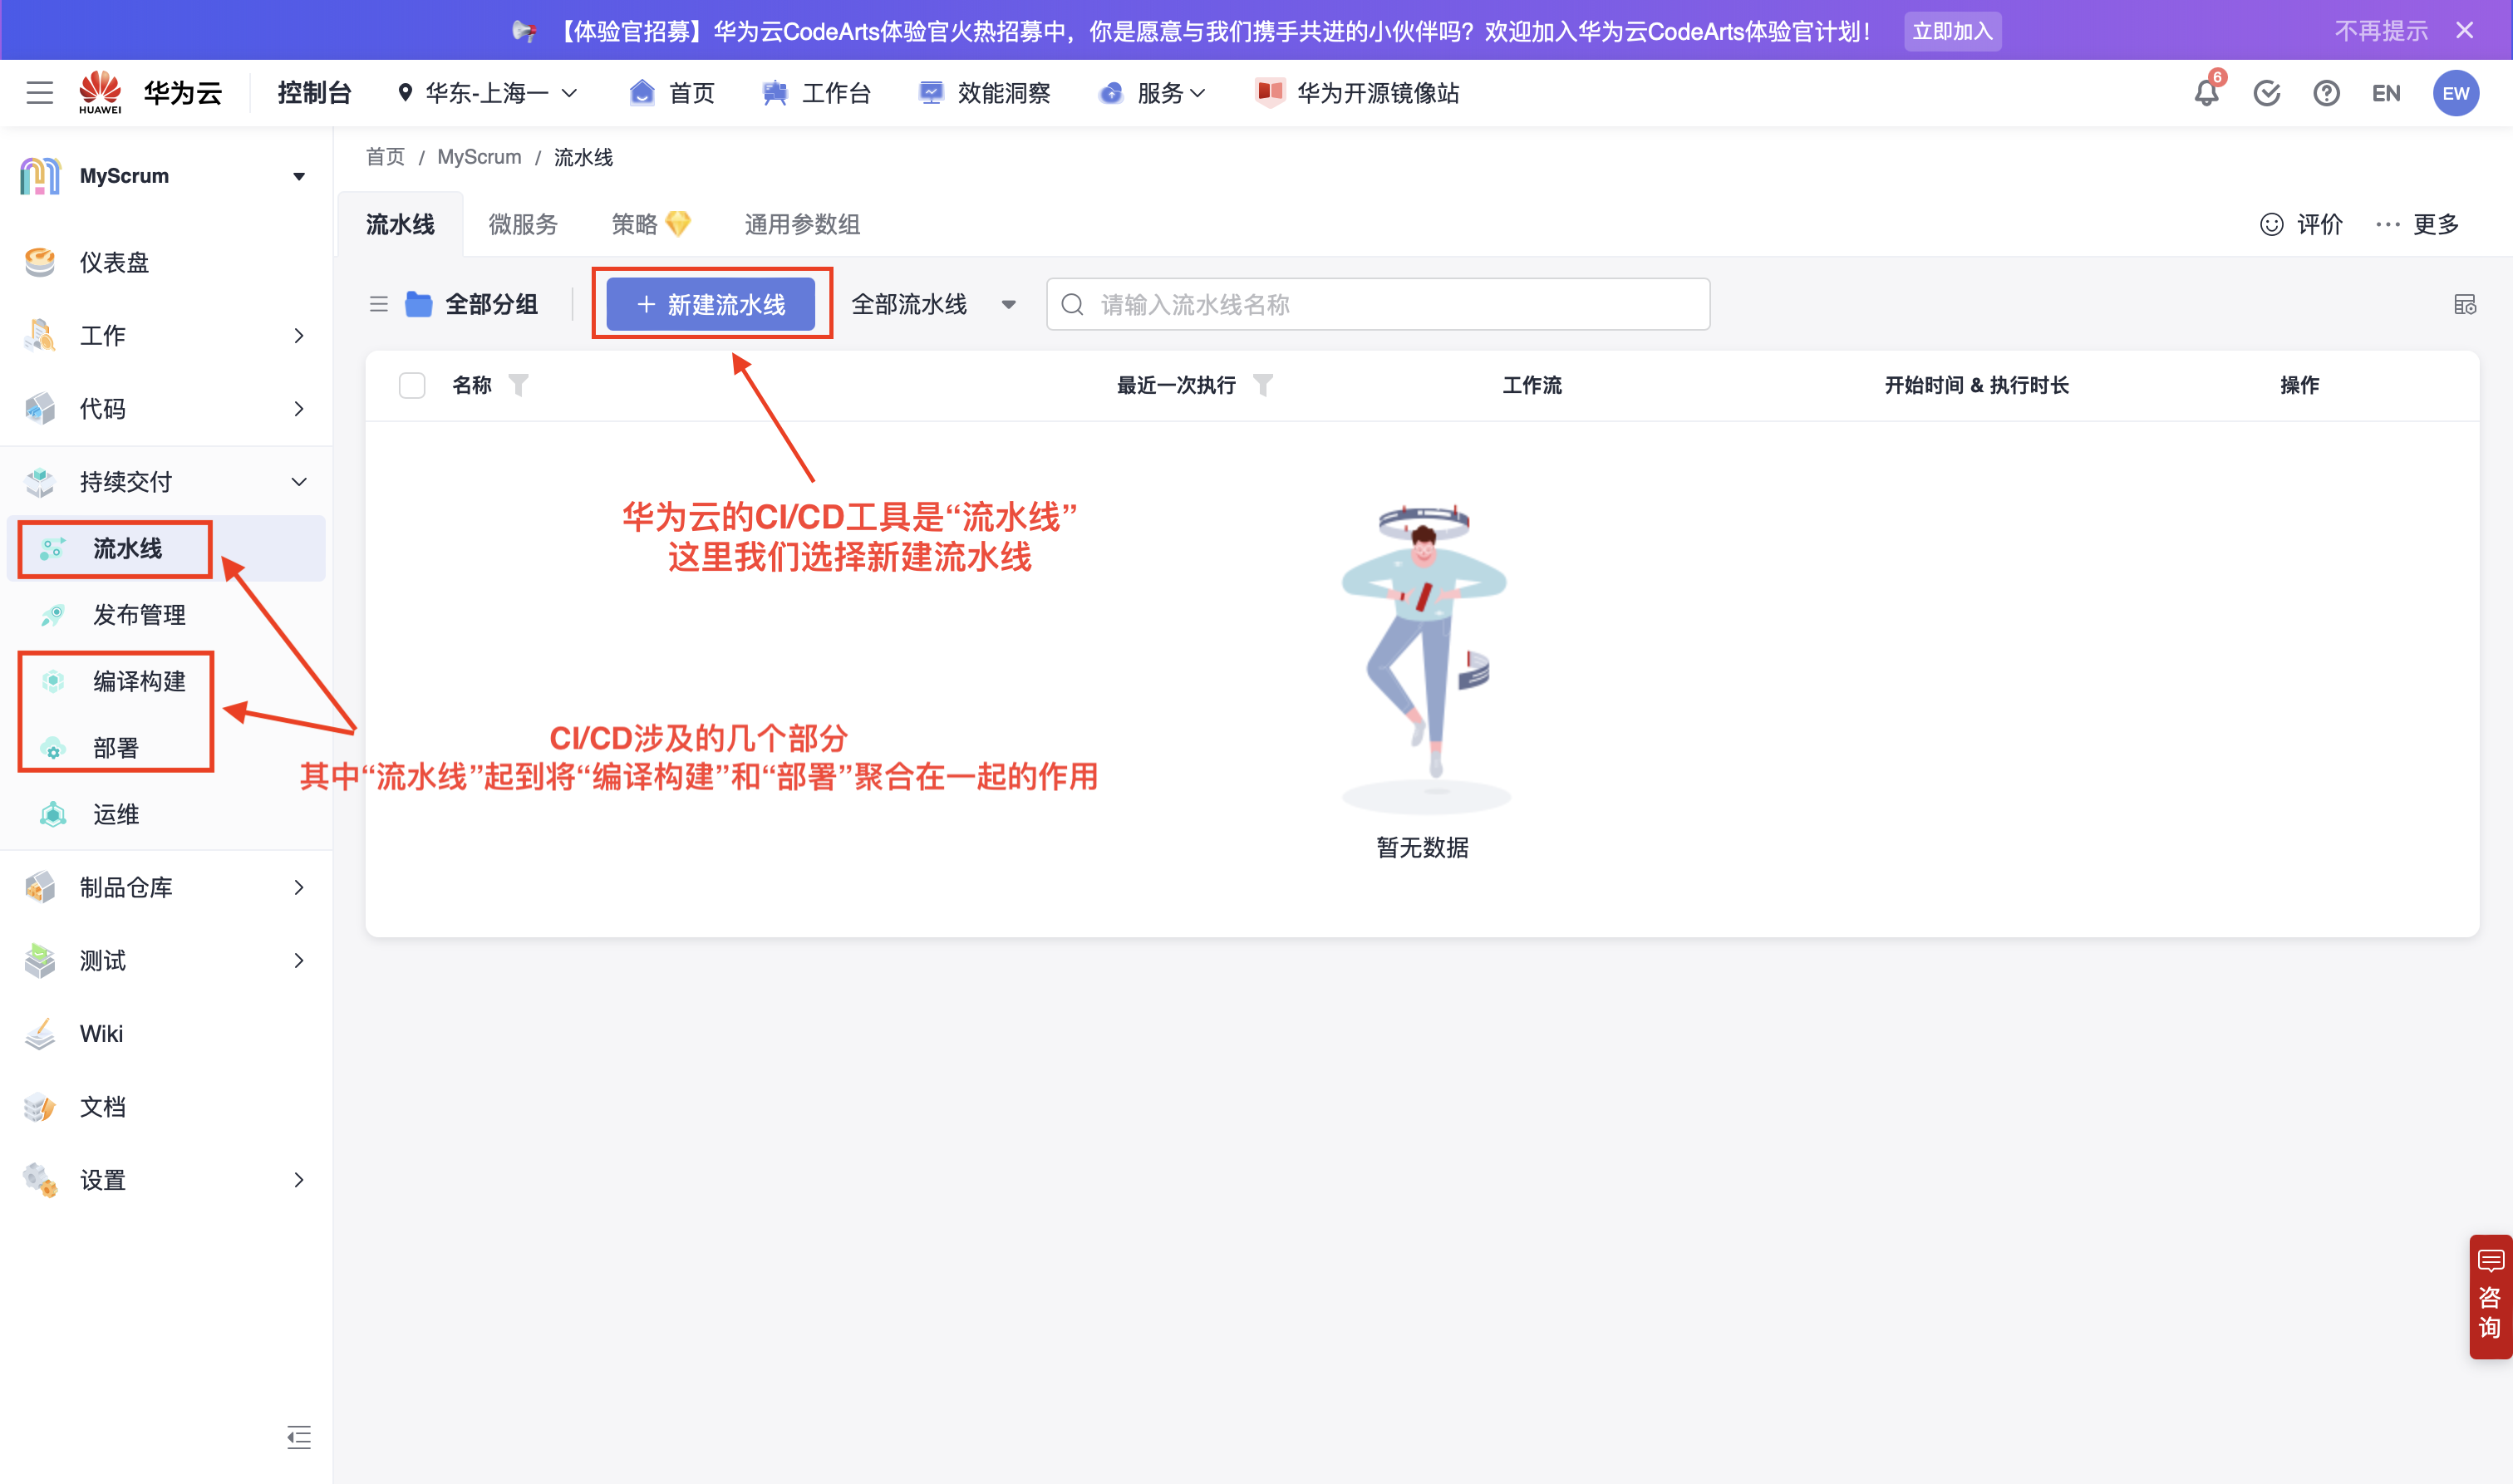 【体验官招募】华为云CodeArts体验官火热招募中，你是愿意与我们携手共进的小伙伴吗？欢迎加入华为云CodeArts体验官计划！ 立即加入 不再提示
HUAWEI 华为云 控制台 华东-上海一 首页 工作台 效能洞察 服务 华为开源镜像站 6 EN EW
MyScrum
仪表盘
工作
代码
持续交付
流水线
发布管理
编译构建
部署
运维
制品仓库
测试
Wiki
文档
设置
首页 / MyScrum / 流水线
流水线 微服务 策略 通用参数组 评价 ··· 更多
全部分组 + 新建流水线 全部流水线 请输入流水线名称
名称 最近一次执行 工作流 开始时间 & 执行时长 操作
华为云的CI/CD工具是“流水线”
这里我们选择新建流水线
CI/CD涉及的几个部分
其中“流水线”起到将“编译构建”和“部署”聚合在一起的作用
暂无数据
咨
询